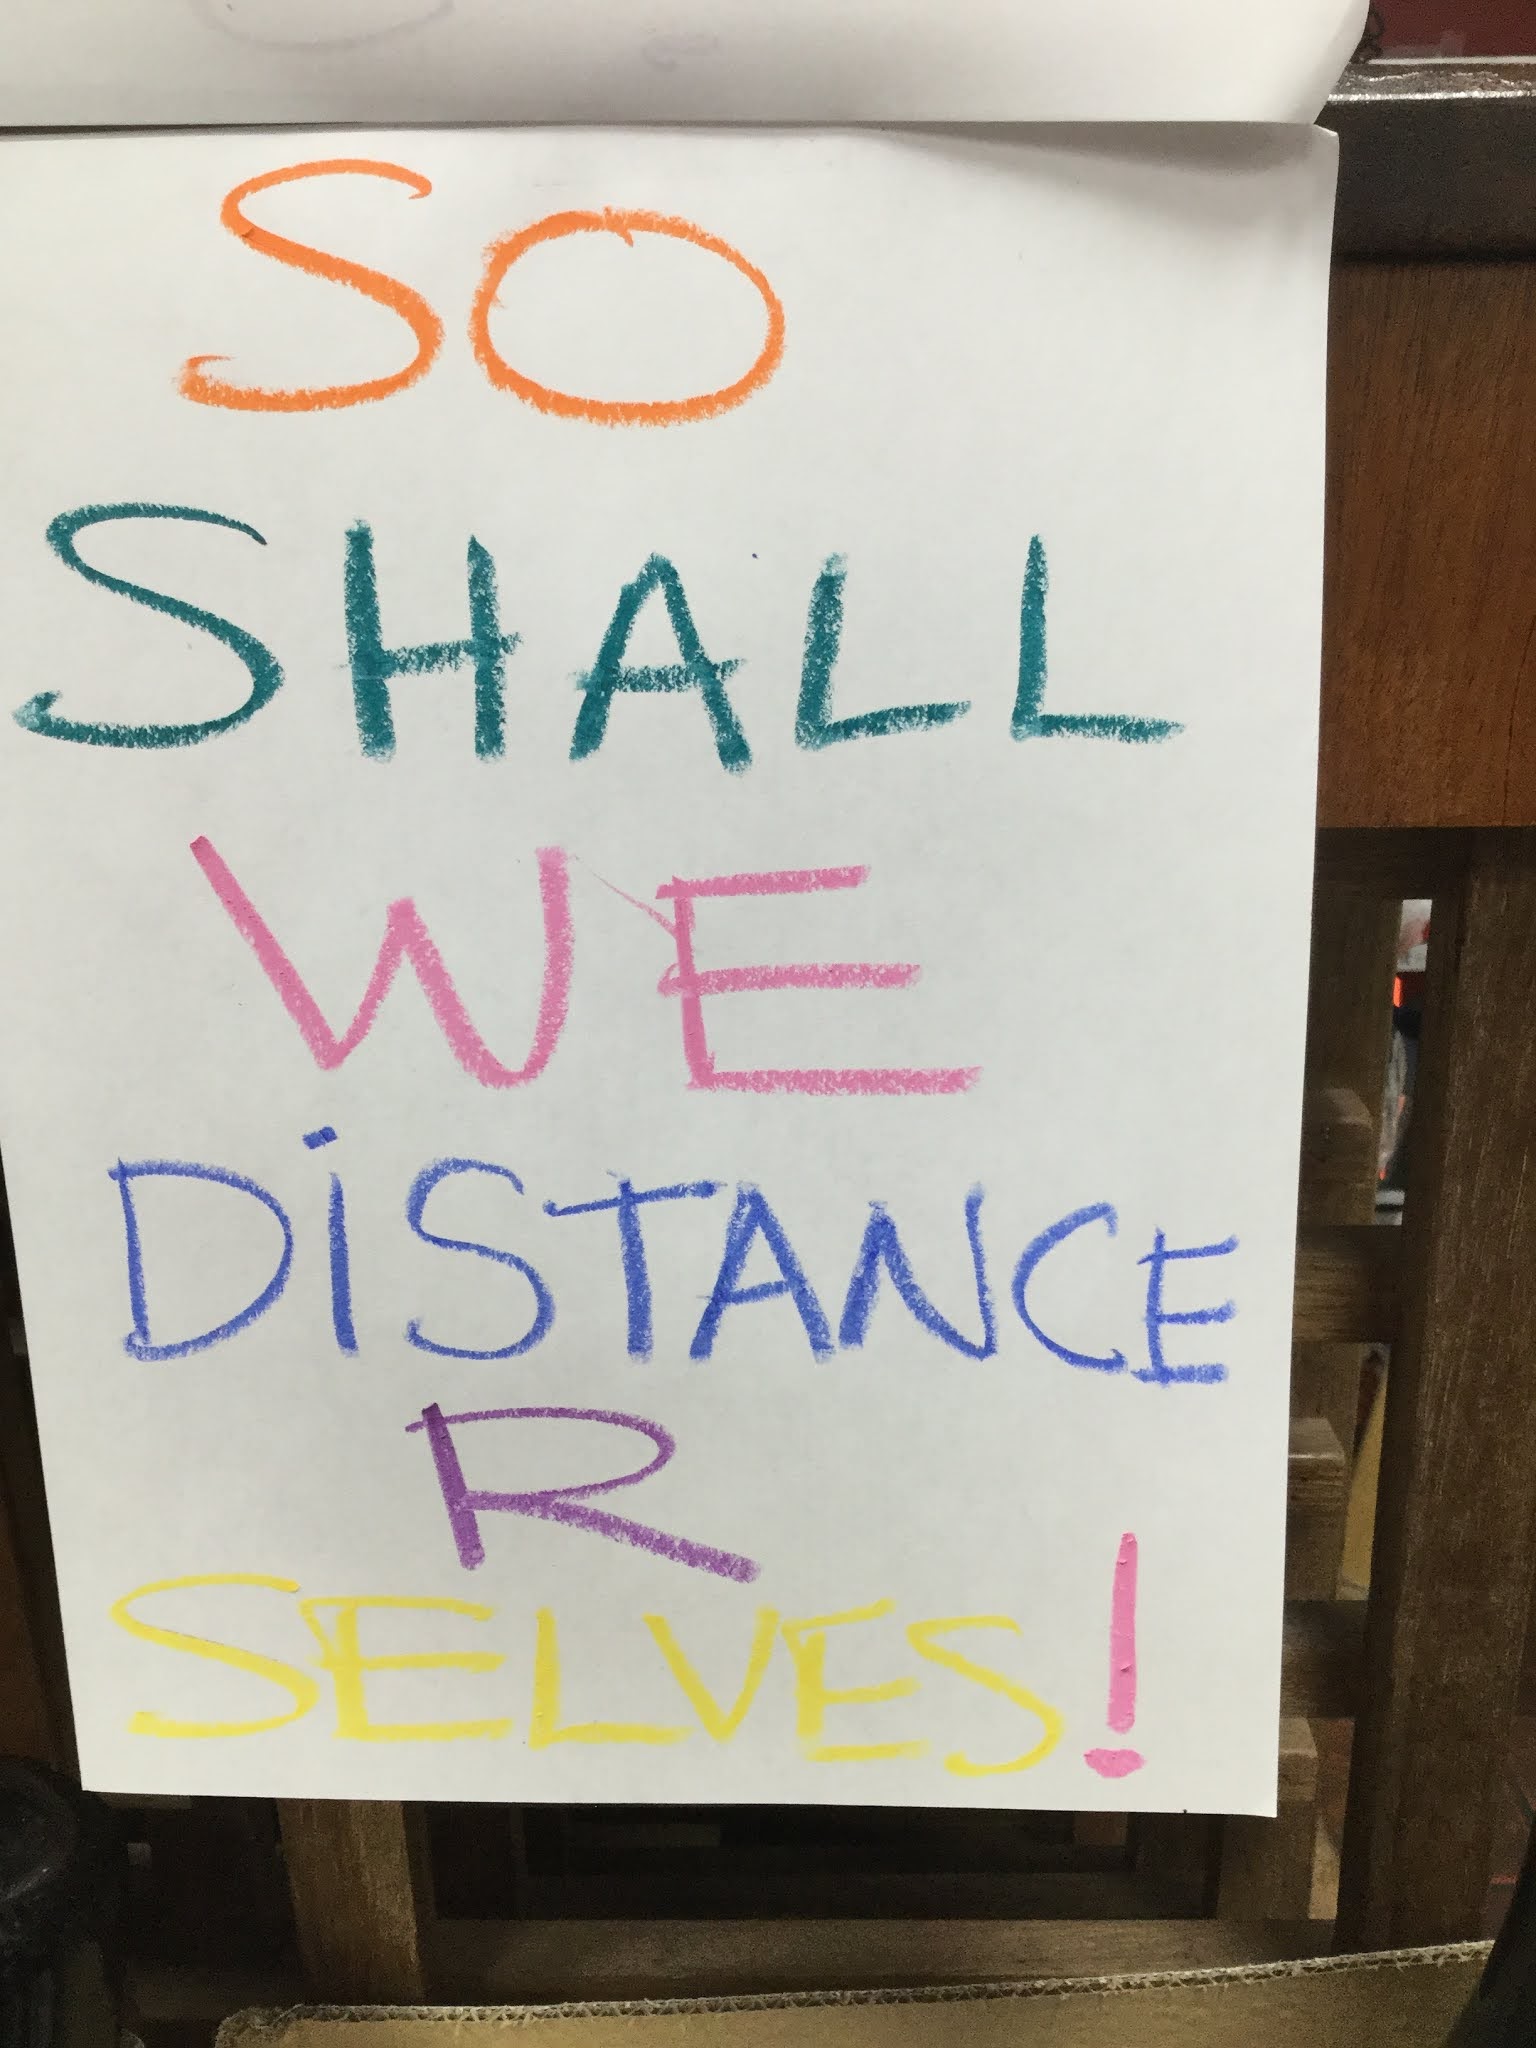 SO
SHALL
WE
DiSTANCE
R
SELVES!